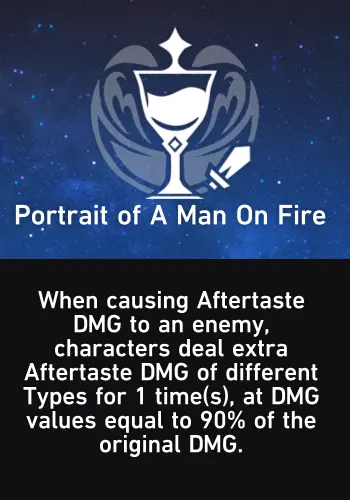 Portrait of A Man On Fire
When causing Aftertaste
DMG to an enemy,
characters deal extra
Aftertaste DMG of different
Types for 1 time(s), at DMG
values equal to 90% of the
original DMG.